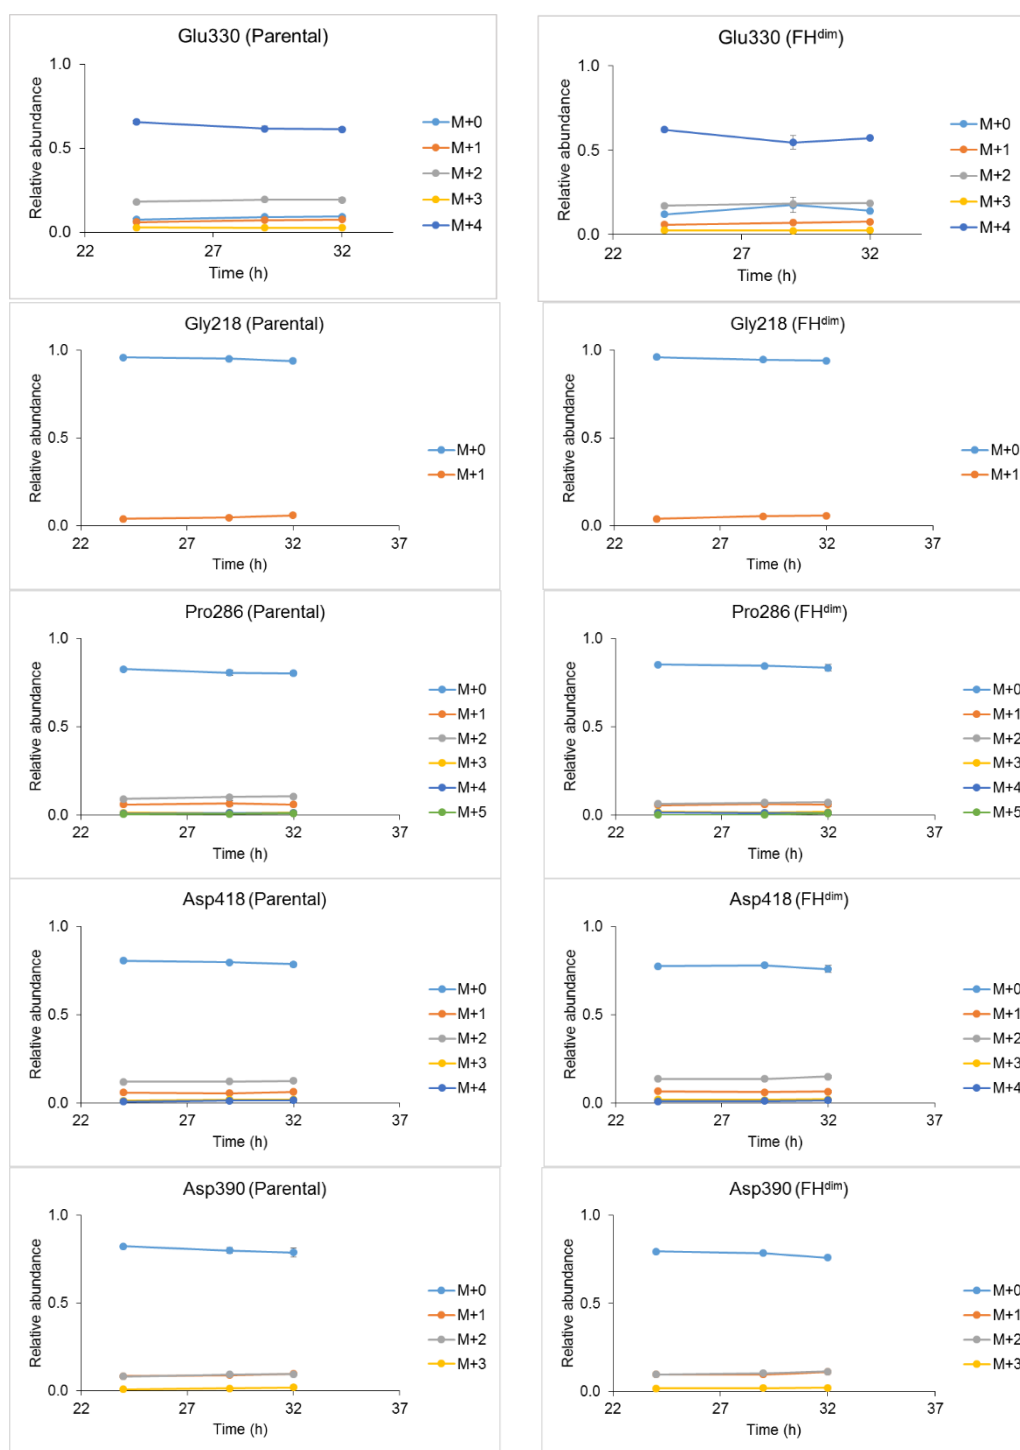 Glu330 (Parental)
Relative abundance
1.0
0.5
0.0
22
27
32
Time (h)
M+0
M+1
M+2
M+3
M+4
Glu330 (FHdim)
Relative abundance
1.0
0.5
0.0
22
27
32
Time (h)
M+0
M+1
M+2
M+3
M+4
Gly218 (Parental)
Relative abundance
1.0
0.5
0.0
22
27
32
37
Time (h)
M+0
M+1
Gly218 (FHdim)
Relative abundance
1.0
0.5
0.0
22
27
32
37
Time (h)
M+0
M+1
Pro286 (Parental)
Relative abundance
1.0
0.5
0.0
22
27
32
37
Time (h)
M+0
M+1
M+2
M+3
M+4
M+5
Pro286 (FHdim)
Relative abundance
1.0
0.5
0.0
22
27
32
37
Time (h)
M+0
M+1
M+2
M+3
M+4
M+5
Asp418 (Parental)
Relative abundance
1.0
0.5
0.0
22
27
32
37
Time (h)
M+0
M+1
M+2
M+3
M+4
Asp418 (FHdim)
Relative abundance
1.0
0.5
0.0
22
27
32
37
Time (h)
M+0
M+1
M+2
M+3
M+4
Asp390 (Parental)
Relative abundance
1.0
0.5
0.0
22
27
32
37
Time (h)
M+0
M+1
M+2
M+3
Asp390 (FHdim)
Relative abundance
1.0
0.5
0.0
22
27
32
37
Time (h)
M+0
M+1
M+2
M+3